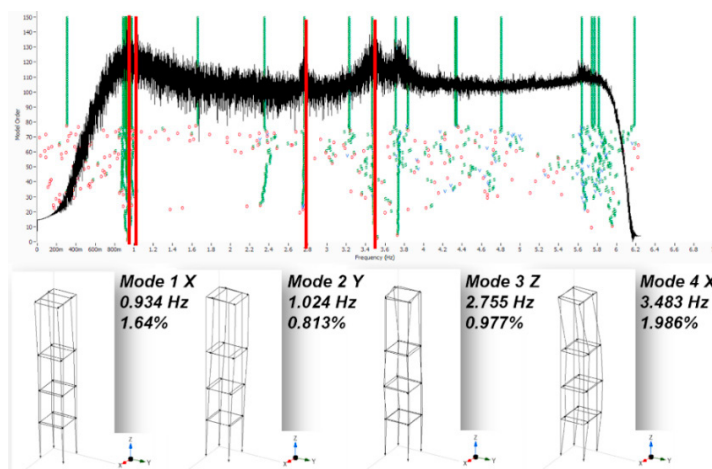 150
140
130
120
110
100
90
80
70
60
50
40
30
20
10
0
Model Order
0 200m 400m 600m 800m 1 1.2 1.4 1.6 1.8 2 2.2 2.4 2.6 2.8 3 3.2 3.4 3.6 3.8 4 4.2 4.4 4.6 4.8 5 5.2 5.4 5.6 5.8 6 6.2 6.4
Frequency (Hz)
Mode 1 X
0.934 Hz
1.64%
Z
X Y
Mode 2 Y
1.024 Hz
0.813%
Z
X Y
Mode 3 Z
2.755 Hz
0.977%
Z
X Y
Mode 4 X
3.483 Hz
1.986%
Z
X Y